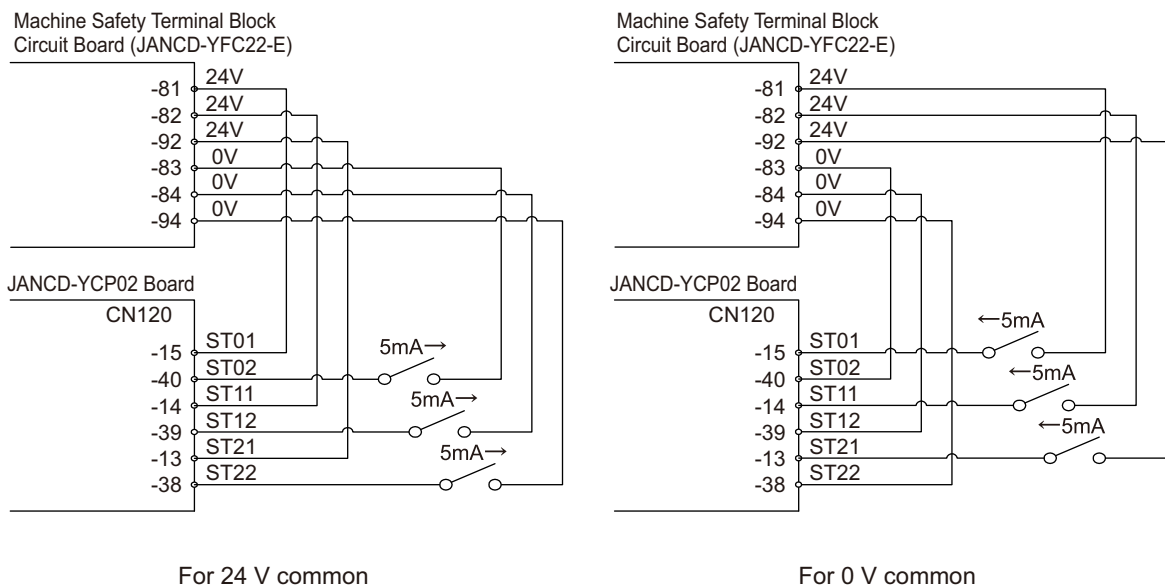 Machine Safety Terminal Block
Circuit Board (JANCD-YFC22-E)
-81 24V
-82 24V
-92 24V
-83 0V
-84 0V
-94 0V
JANCD-YCP02 Board
CN120
-15 ST01
-40 ST02 5mA→
-14 ST11
-39 ST12 5mA→
-13 ST21
-38 ST22 5mA→
For 24 V common
Machine Safety Terminal Block
Circuit Board (JANCD-YFC22-E)
-81 24V
-82 24V
-92 24V
-83 0V
-84 0V
-94 0V
JANCD-YCP02 Board
CN120
-15 ST01 ←5mA
-40 ST02
-14 ST11 ←5mA
-39 ST12
-13 ST21 ←5mA
-38 ST22
For 0 V common